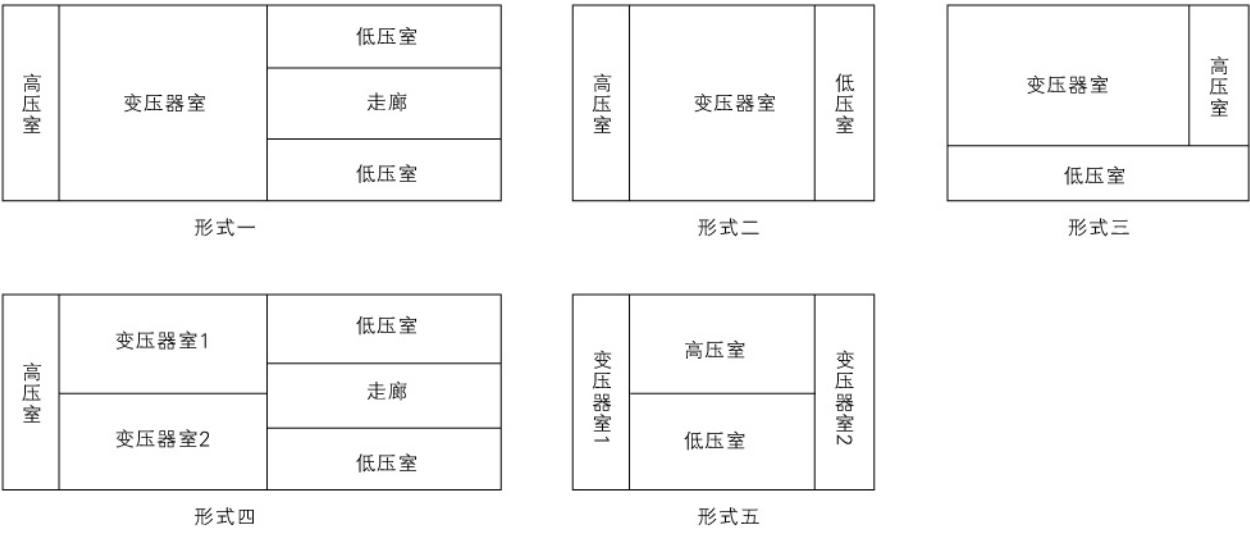 高压室
变压器室
低压室
走廊
低压室
形式一
高压室
变压器室
低压室
形式二
变压器室
高压室
低压室
形式三
高压室
变压器室1
变压器室2
低压室
走廊
低压室
形式四
变压器室1
高压室
低压室
变压器室2
形式五